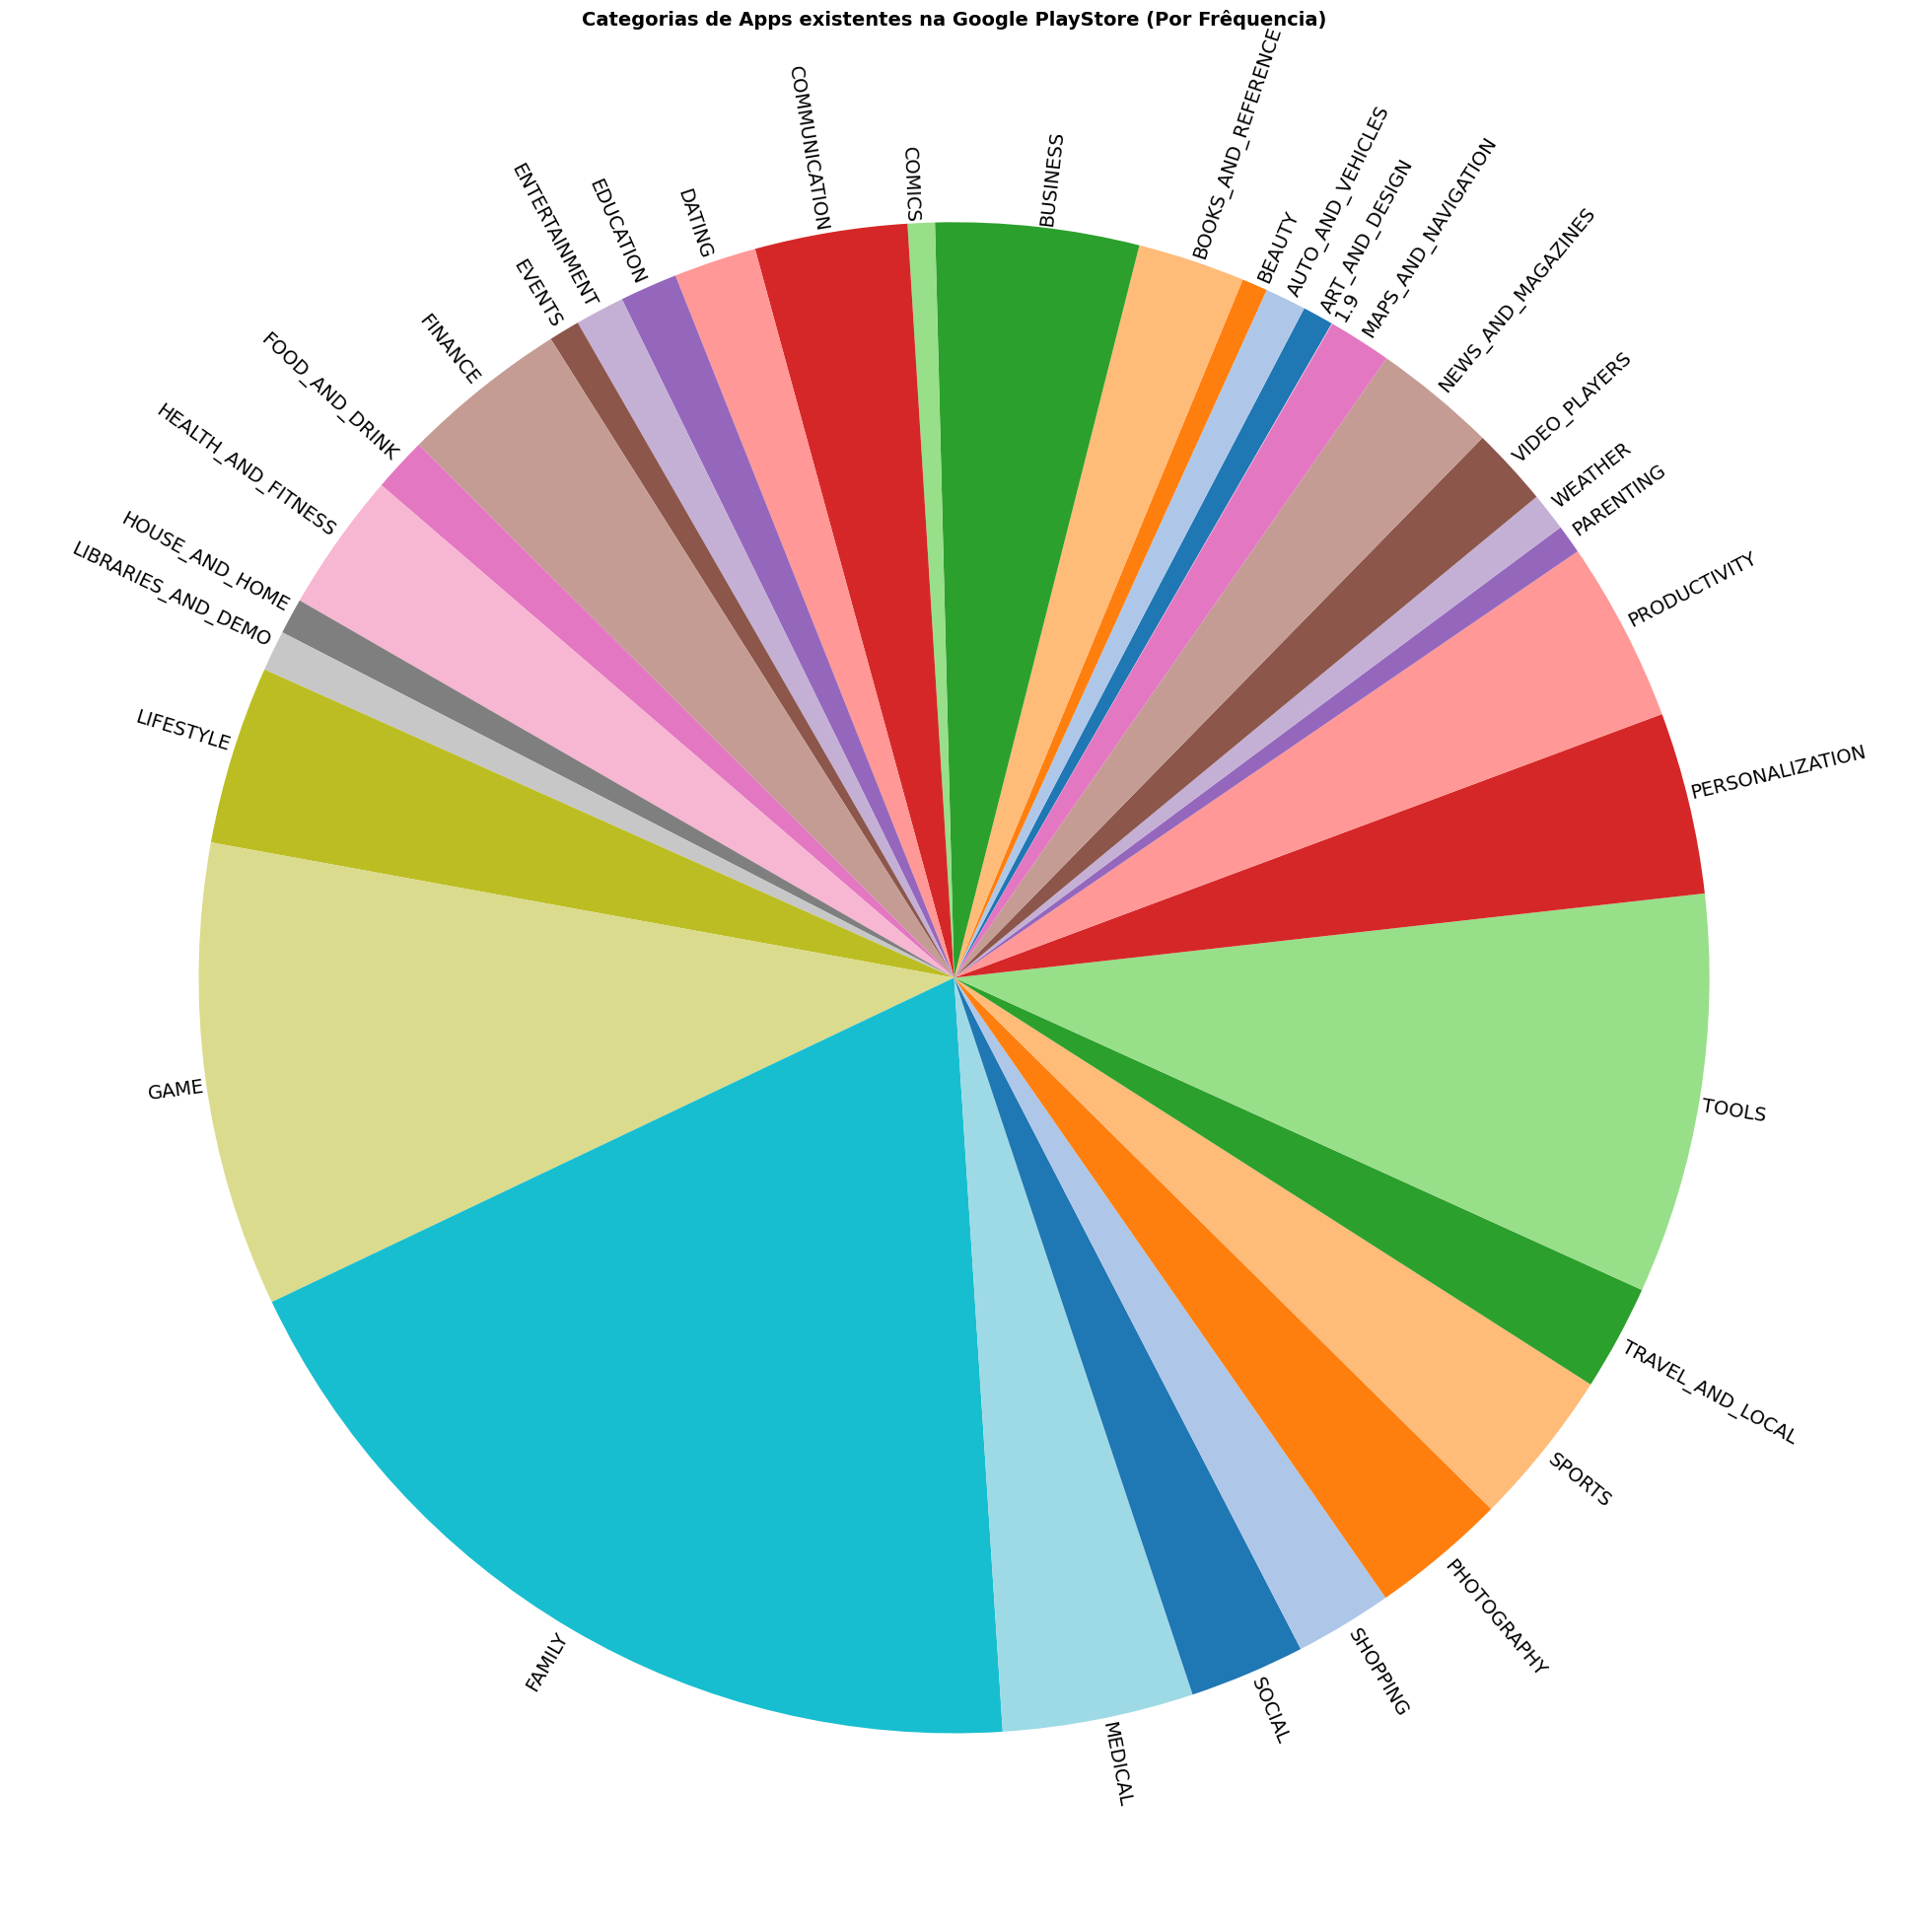 Categorias de Apps existentes na Google PlayStore (Por Frêquencia)
ART_AND_DESIGN
AUTO_AND_VEHICLES
BEAUTY
BOOKS_AND_REFERENCE
BUSINESS
COMICS
COMMUNICATION
DATING
EDUCATION
ENTERTAINMENT
EVENTS
FINANCE
FOOD_AND_DRINK
HEALTH_AND_FITNESS
HOUSE_AND_HOME
LIBRARIES_AND_DEMO
LIFESTYLE
GAME
FAMILY
MEDICAL
SOCIAL
SHOPPING
PHOTOGRAPHY
SPORTS
TRAVEL_AND_LOCAL
TOOLS
PERSONALIZATION
PRODUCTIVITY
PARENTING
WEATHER
VIDEO_PLAYERS
NEWS_AND_MAGAZINES
MAPS_AND_NAVIGATION
1.9